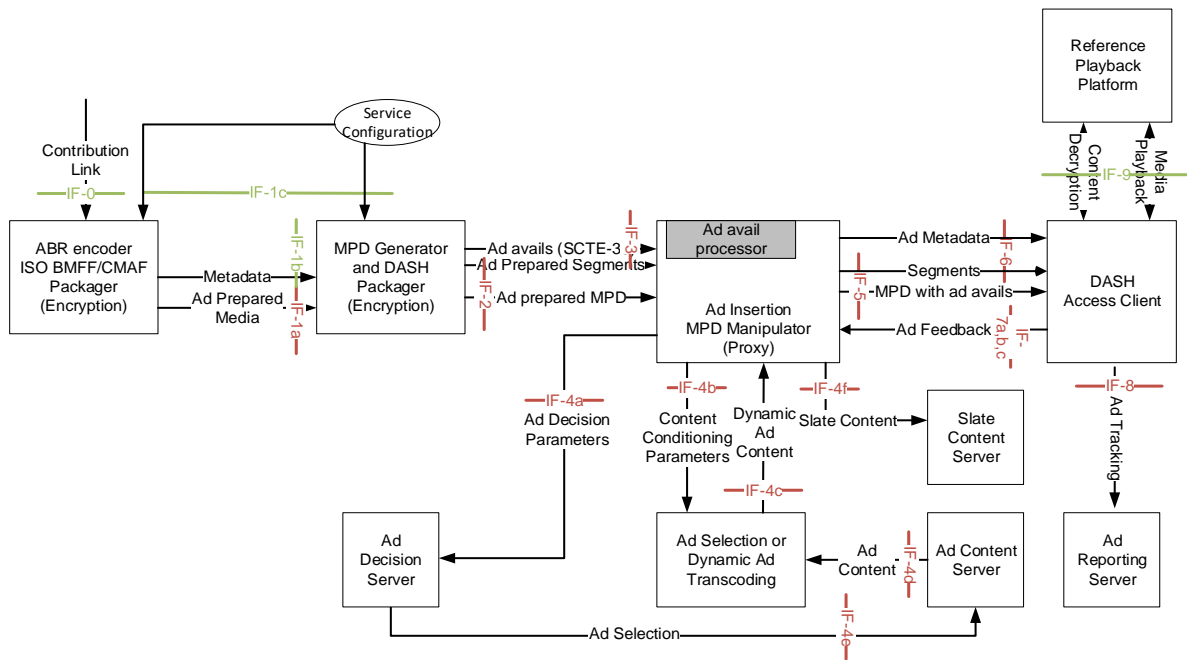 Reference
Playback
Platform
Service
Configuration
Contribution
Link
IF-0
IF-1c
Content
Decryption
Media
Playback
IF-9
ABR encoder
ISO BMFF/CMAF
Packager
(Encryption)
IF-1b
Metadata
Ad Prepared
Media
IF-1a
MPD Generator
and DASH
Packager
(Encryption)
Ad avails (SCTE-3
IF-3
Ad Prepared Segments
IF-2
Ad prepared MPD
Ad avail
processor
Ad Insertion
MPD Manipulator
(Proxy)
Ad Metadata
IF-6
Segments
IF-5
MPD with ad avails
Ad Feedback
IF-
7a,b,c
DASH
Access Client
IF-4a
Ad Decision
Parameters
IF-4b
Content
Conditioning
Parameters
Dynamic
Ad
Content
IF-4c
IF-4f
Slate Content
Slate
Content
Server
IF-8
Ad Tracking
Ad
Decision
Server
Ad Selection or
Dynamic Ad
Transcoding
Ad
Content
IF-4d
Ad Content
Server
Ad
Reporting
Server
Ad Selection
IF-4e